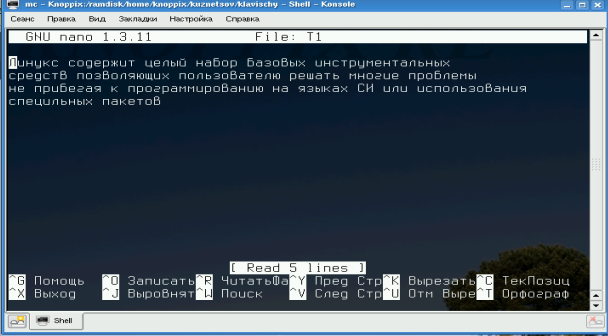 mc - Knoppix:/ramdisk/home/knoppix/kuznetsov/klavischy - Shell - Konsole
Сеанс Правка Вид Закладки Настройка Справка
GNU nano 1.3.11 File: T1
Линукс содержит целый набор базовых инструментальных
средств позволяющих пользователю решать многие проблемы
не прибегая к программированию на языках СИ или использования
специльных пакетов
[ Read 5 lines ]
^G Помощь ^O Записать ^R ЧитатьФа ^Y Пред Стр ^K Вырезать ^C ТекПозиц
^X Выход ^J Выровнят ^W Поиск ^V След Стр ^U Отм Выре ^T Орфограф
Shell